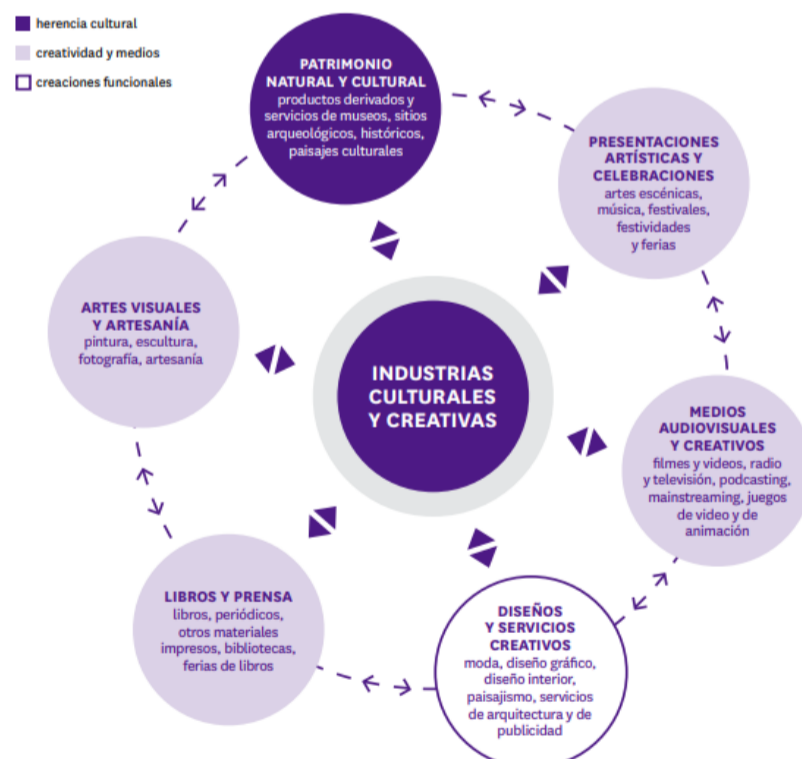 herencia cultural
creatividad y medios
creaciones funcionales
PATRIMONIO
NATURAL Y CULTURAL
productos derivados y
servicios de museos, sitios
arqueológicos, históricos,
paisajes culturales
PRESENTACIONES
ARTÍSTICAS Y
CELEBRACIONES
artes escénicas,
música, festivales,
festividades
y ferias
ARTES VISUALES
Y ARTESANÍA
pintura, escultura,
fotografía, artesanía
INDUSTRIAS
CULTURALES
Y CREATIVAS
MEDIOS
AUDIOVISUALES
Y CREATIVOS
filmes y videos, radio
y televisión, podcasting,
mainstreaming, juegos
de video y de
animación
LIBROS Y PRENSA
libros, periódicos,
otros materiales
impresos, bibliotecas,
ferias de libros
DISEÑOS
Y SERVICIOS
CREATIVOS
moda, diseño gráfico,
diseño interior,
paisajismo, servicios
de arquitectura y de
publicidad